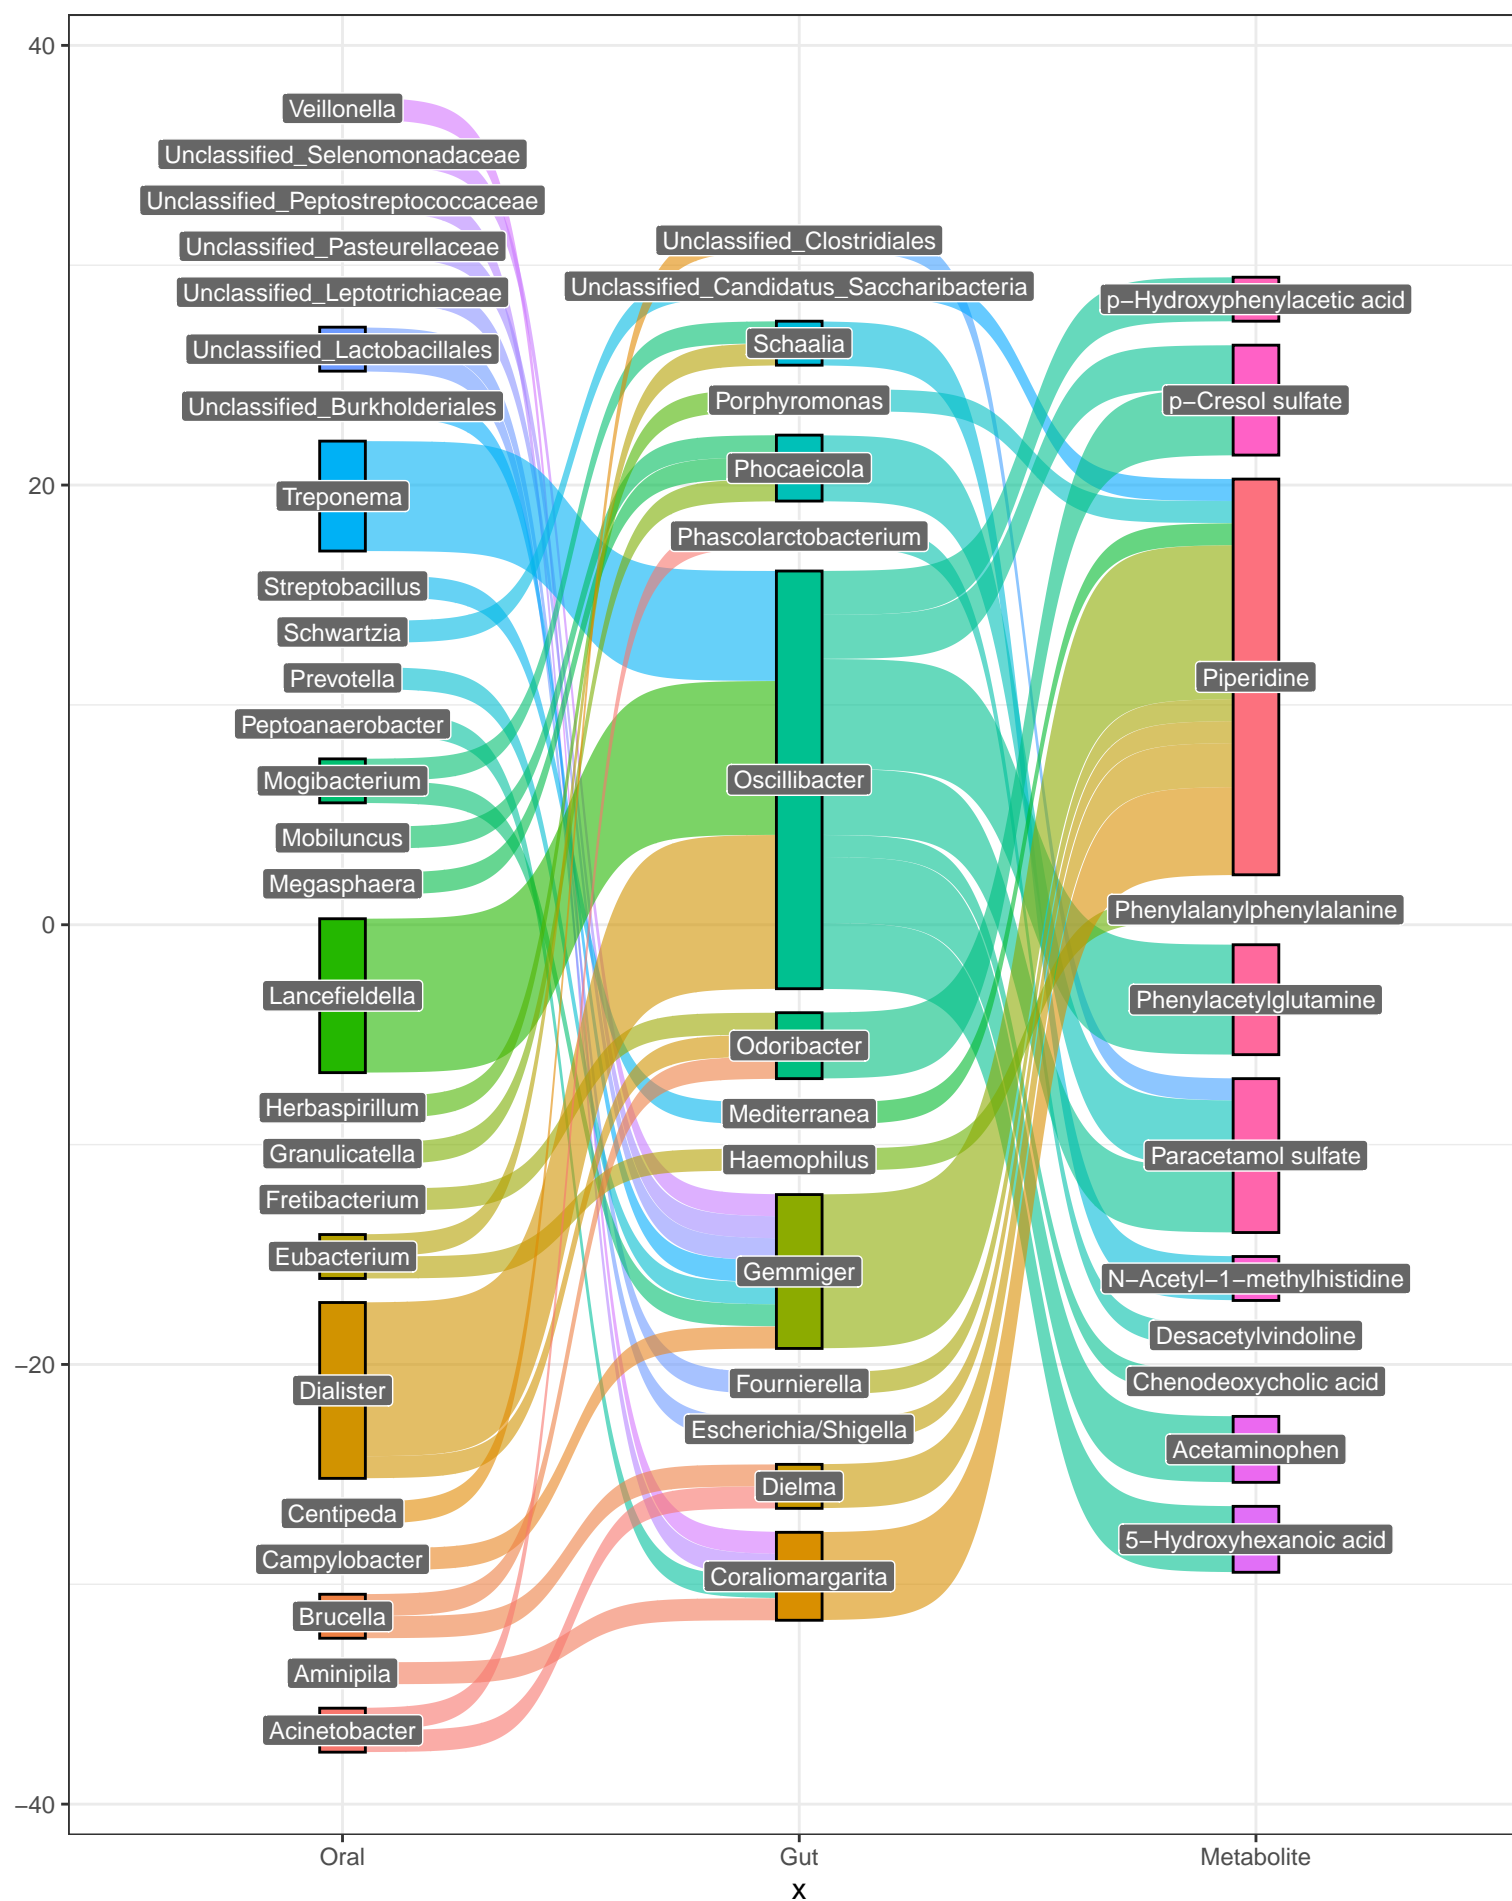 40
20
0
−20
−40
Veillonella
Unclassified_Selenomonadaceae
Unclassified_Peptostreptococcaceae
Unclassified_Pasteurellaceae
Unclassified_Leptotrichiaceae
Unclassified_Lactobacillales
Unclassified_Burkholderiales
Treponema
Streptobacillus
Schwartzia
Prevotella
Peptoanaerobacter
Mogibacterium
Mobiluncus
Megasphaera
Lancefieldella
Herbaspirillum
Granulicatella
Fretibacterium
Eubacterium
Dialister
Centipeda
Campylobacter
Brucella
Aminipila
Acinetobacter
Unclassified_Clostridiales
Unclassified_Candidatus_Saccharibacteria
Schaalia
Porphyromonas
Phocaeicola
Phascolarctobacterium
Oscillibacter
Odoribacter
Mediterranea
Haemophilus
Gemmiger
Fournierella
Escherichia/Shigella
Dielma
Coraliomargarita
p−Hydroxyphenylacetic acid
p−Cresol sulfate
Piperidine
Phenylalanylphenylalanine
Phenylacetylglutamine
Paracetamol sulfate
N−Acetyl−1−methylhistidine
Desacetylvindoline
Chenodeoxycholic acid
Acetaminophen
5−Hydroxyhexanoic acid
Oral
Gut
Metabolite
x